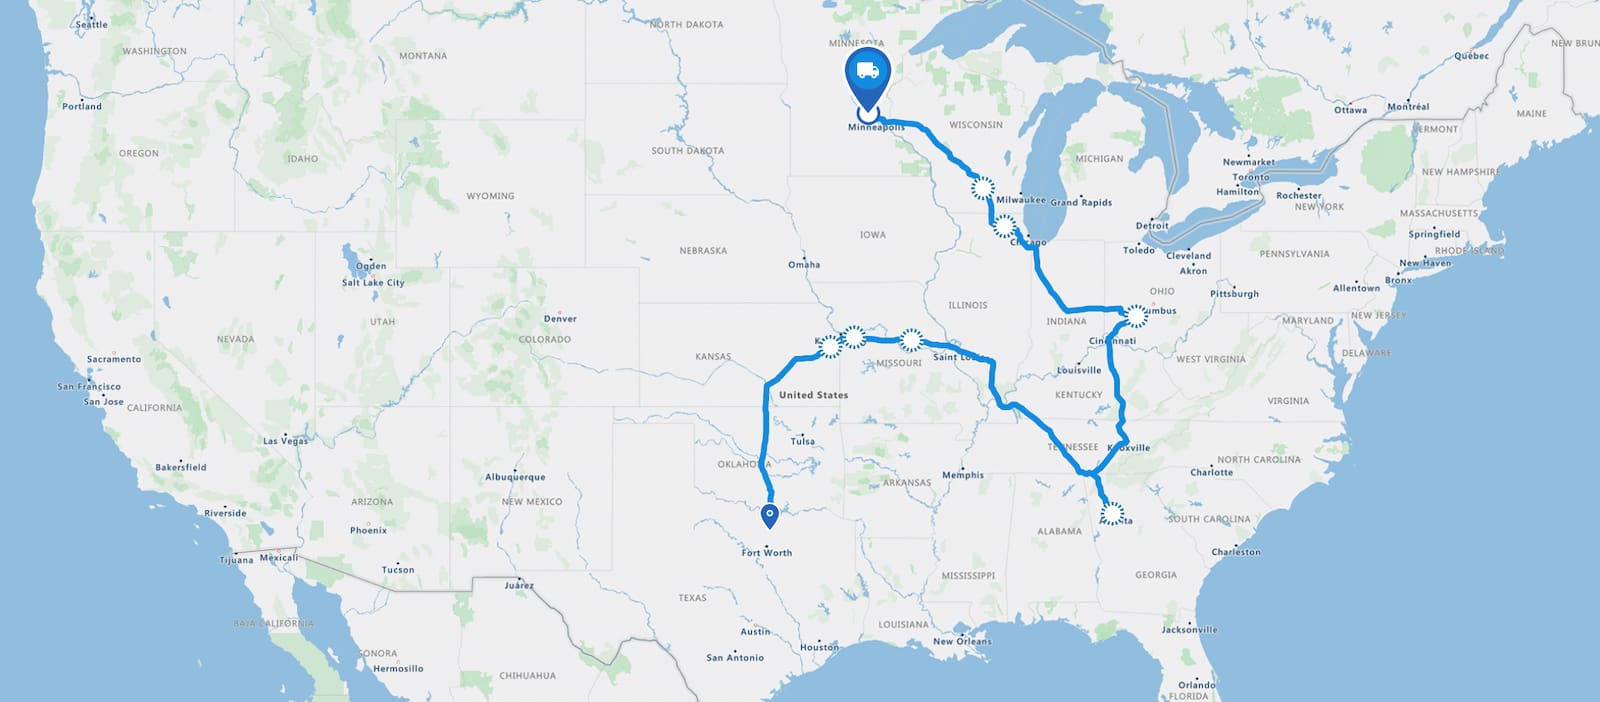 Seattle
WASHINGTON
MONTANA
NORTH DAKOTA
MINNESOTA
Québec
NEW BRUN
Portland
Minneapolis
WISCONSIN
Ottawa
Montréal
MAINE
OREGON
IDAHO
SOUTH DAKOTA
MICHIGAN
VERMONT
Newmarket
Toronto
NEW HAMPSHIRE
WYOMING
Milwaukee
Grand Rapids
Hamilton
Rochester
NEW YORK
MASSACHUSETTS
Detroit
Springfield
IOWA
Chicago
NEBRASKA
Toledo
Cleveland
PENNSYLVANIA
RHODE ISLAND
Ogden
Omaha
Akron
New Haven
Salt Lake City
Bronx
Allentown
OHIO
Pittsburgh
ILLINOIS
umbus
NEW JERSEY
Denver
UTAH
INDIANA
MARYLAND
NEVADA
COLORADO
K
Cincinnati
Sacramento
KANSAS
Saint Louis
MISSOURI
WEST VIRGINIA
DELAWARE
Louisville
San Francisco
San Jose
United States
KENTUCKY
VIRGINIA
CALIFORNIA
Las Vegas
Tulsa
TENNESSEE
Knoxville
Bakersfield
OKLAHOMA
NORTH CAROLINA
Charlotte
Albuquerque
Memphis
ARKANSAS
ARIZONA
NEW MEXICO
Riverside
SOUTH CAROLINA
Phoenix
ALABAMA
Fort Worth
Charleston
Tijuana
Mexicali
Tucson
MISSISSIPPI
GEORGIA
Juárez
TEXAS
BAJA CALIFORNIA
LOUISIANA
Austin
Jacksonville
New Orleans
Houston
SONORA
San Antonio
Hermosillo
CHIHUAHUA
Orlando
FLORIDA